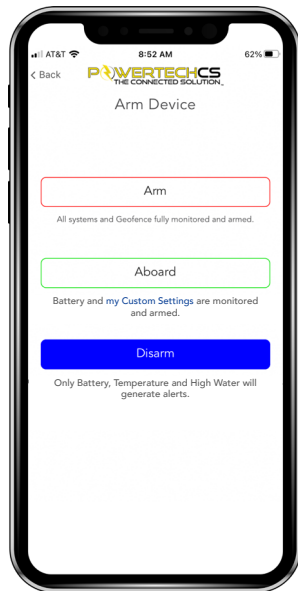 AT&T 8:52 AM 62%
Back POWERTECHCS
THE CONNECTED SOLUTION
Arm Device
Arm
All systems and Geofence fully monitored and armed.
Aboard
Battery and my Custom Settings are monitored
and armed.
Disarm
Only Battery, Temperature and High Water will
generate alerts.